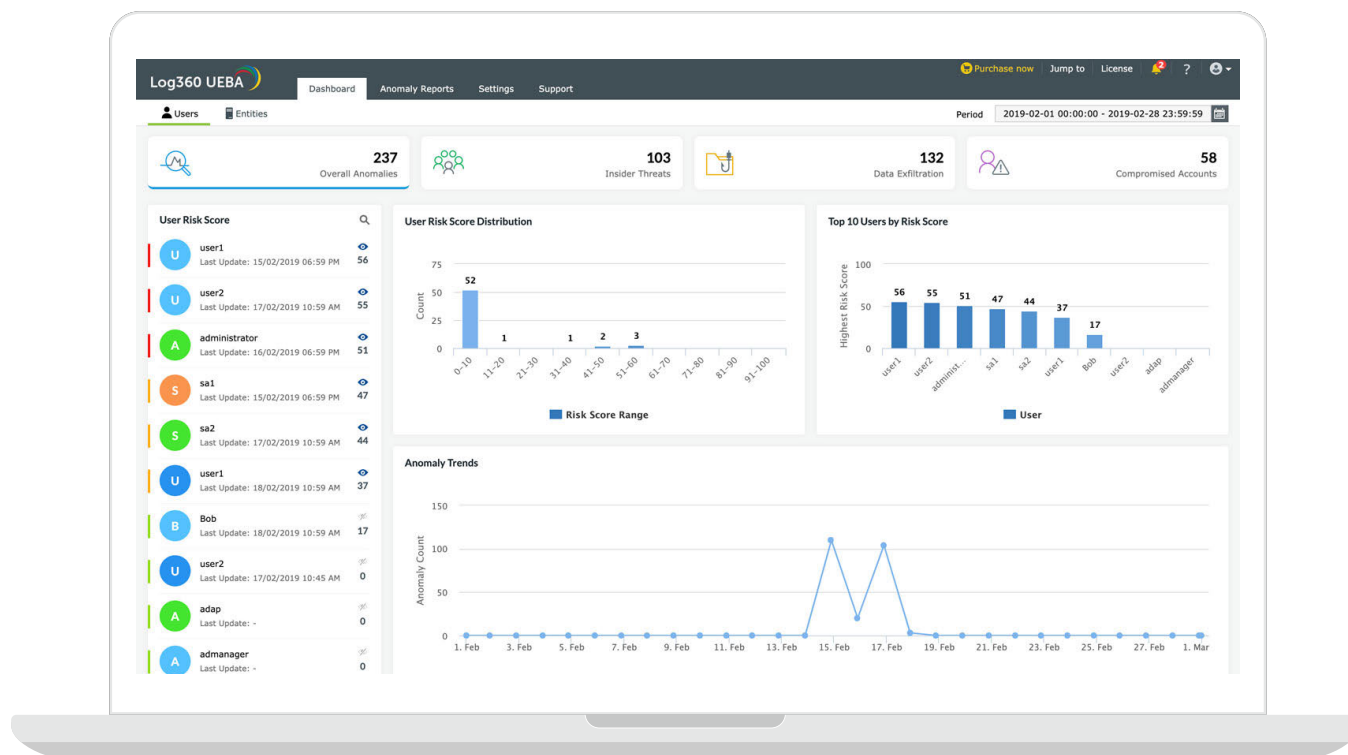 Log360 UEBA
Dashboard Anomaly Reports Settings Support
Purchase now Jump to License 2 ?
Users Entities
Period 2019-02-01 00:00:00 - 2019-02-28 23:59:59
237
Overall Anomalies
103
Insider Threats
132
Data Exfiltration
58
Compromised Accounts
User Risk Score
U user1
Last Update: 15/02/2019 06:59 PM 56
U user2
Last Update: 17/02/2019 10:59 AM 55
A administrator
Last Update: 16/02/2019 06:59 PM 51
S sa1
Last Update: 15/02/2019 06:59 PM 47
S sa2
Last Update: 17/02/2019 10:59 AM 44
U user1
Last Update: 18/02/2019 10:59 AM 37
B Bob
Last Update: 18/02/2019 10:59 AM 17
U user2
Last Update: 17/02/2019 10:45 AM 0
A adap
Last Update: - 0
A admanager
Last Update: - 0
User Risk Score Distribution
Count
75
50
25
0
52 1 1 2 3
0-10 11-20 21-30 31-40 41-50 51-60 61-70 71-80 81-90 91-100
Risk Score Range
Top 10 Users by Risk Score
Highest Risk Score
100
50
0
56 55 51 47 44 37 17
user1 user2 administ... sa1 sa2 user1 Bob user2 adap admanager
User
Anomaly Trends
Anomaly Count
150
100
50
0
1. Feb 3. Feb 5. Feb 7. Feb 9. Feb 11. Feb 13. Feb 15. Feb 17. Feb 19. Feb 21. Feb 23. Feb 25. Feb 27. Feb 1. Mar